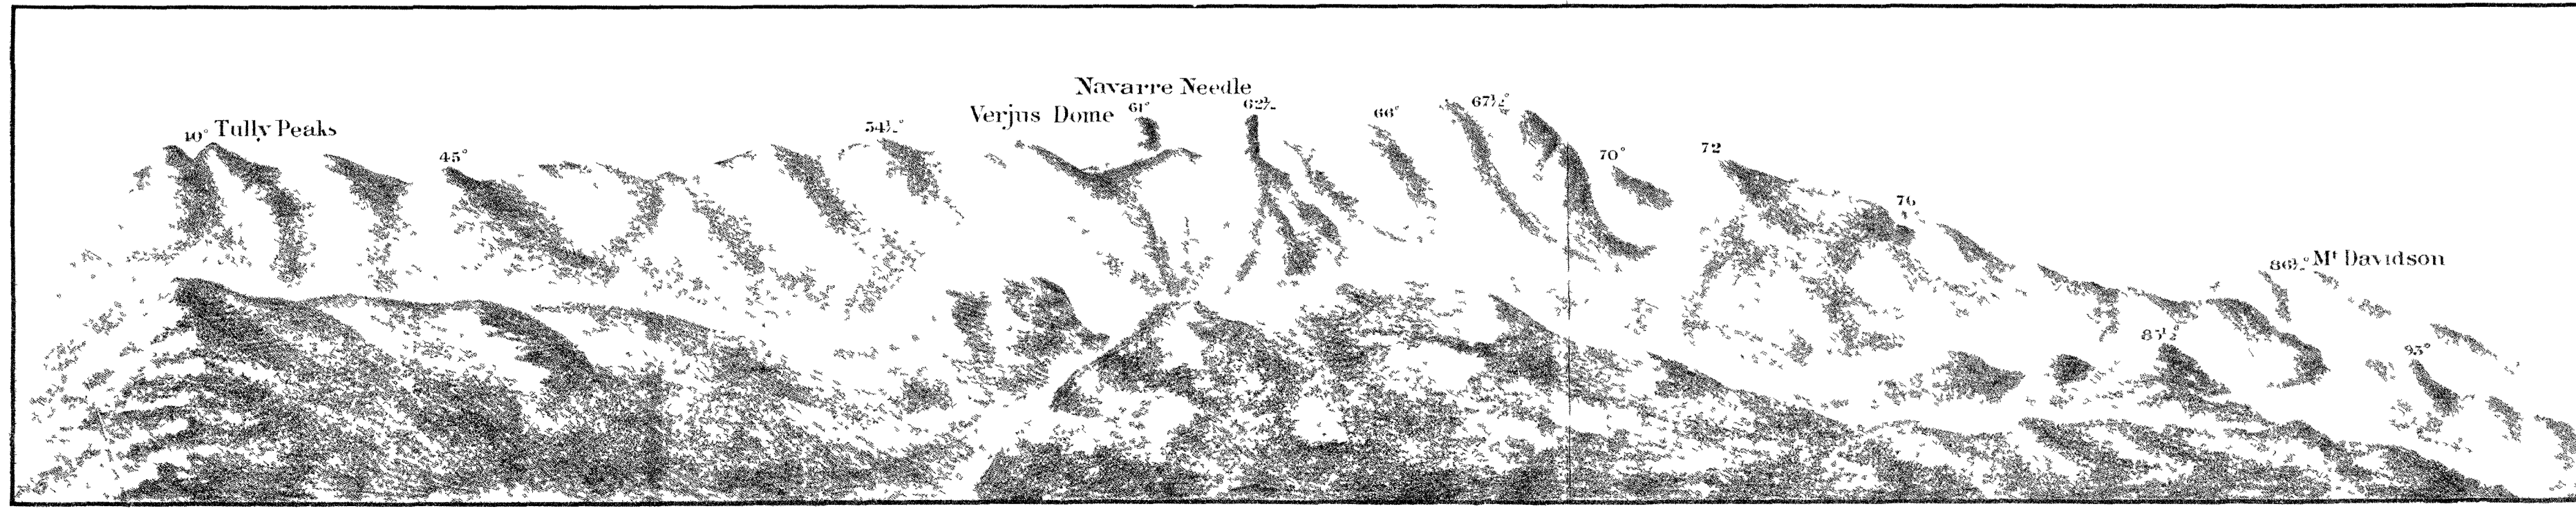 40° Tully Peaks
45°
54½°
Verjus Dome
Navarre Needle
61°
62½
66°
67½°
70°
72
76
85½°
86½° Mt Davidson
93°